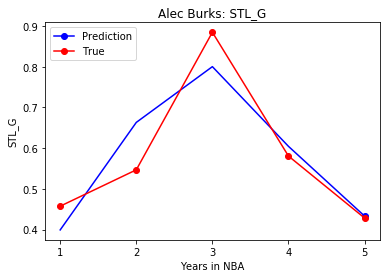 Alec Burks: STL_G
Prediction
True
STL_G
0.9
0.8
0.7
0.6
0.5
0.4
1 2 3 4 5
Years in NBA